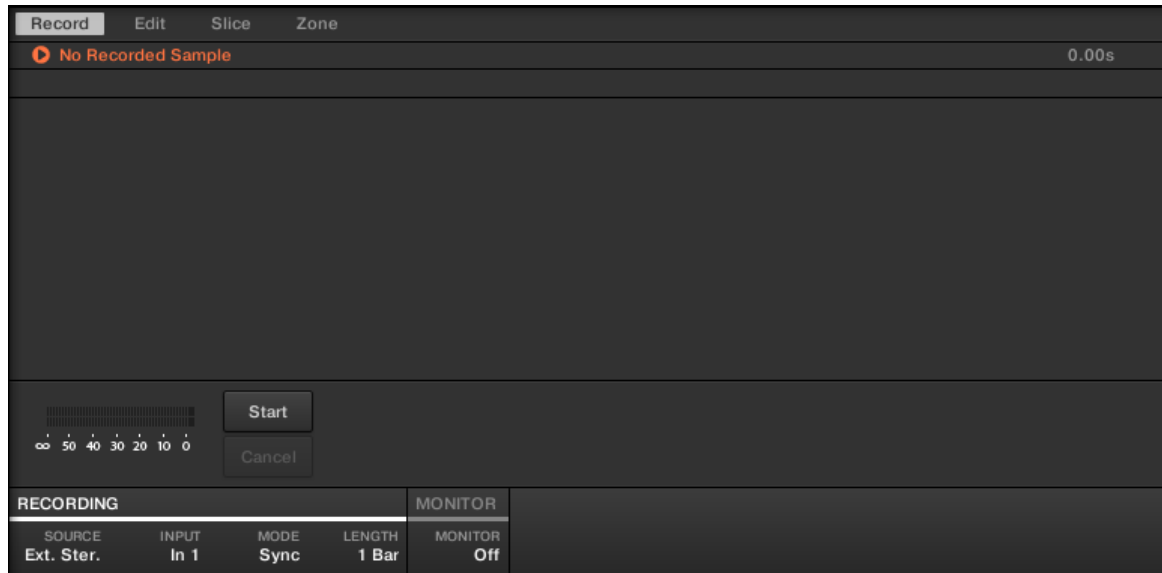 Record Edit Slice Zone
No Recorded Sample 0.00s
Start
∞ 50 40 30 20 10 0
Cancel
RECORDING MONITOR
SOURCE INPUT MODE LENGTH MONITOR
Ext. Ster. In 1 Sync 1 Bar Off